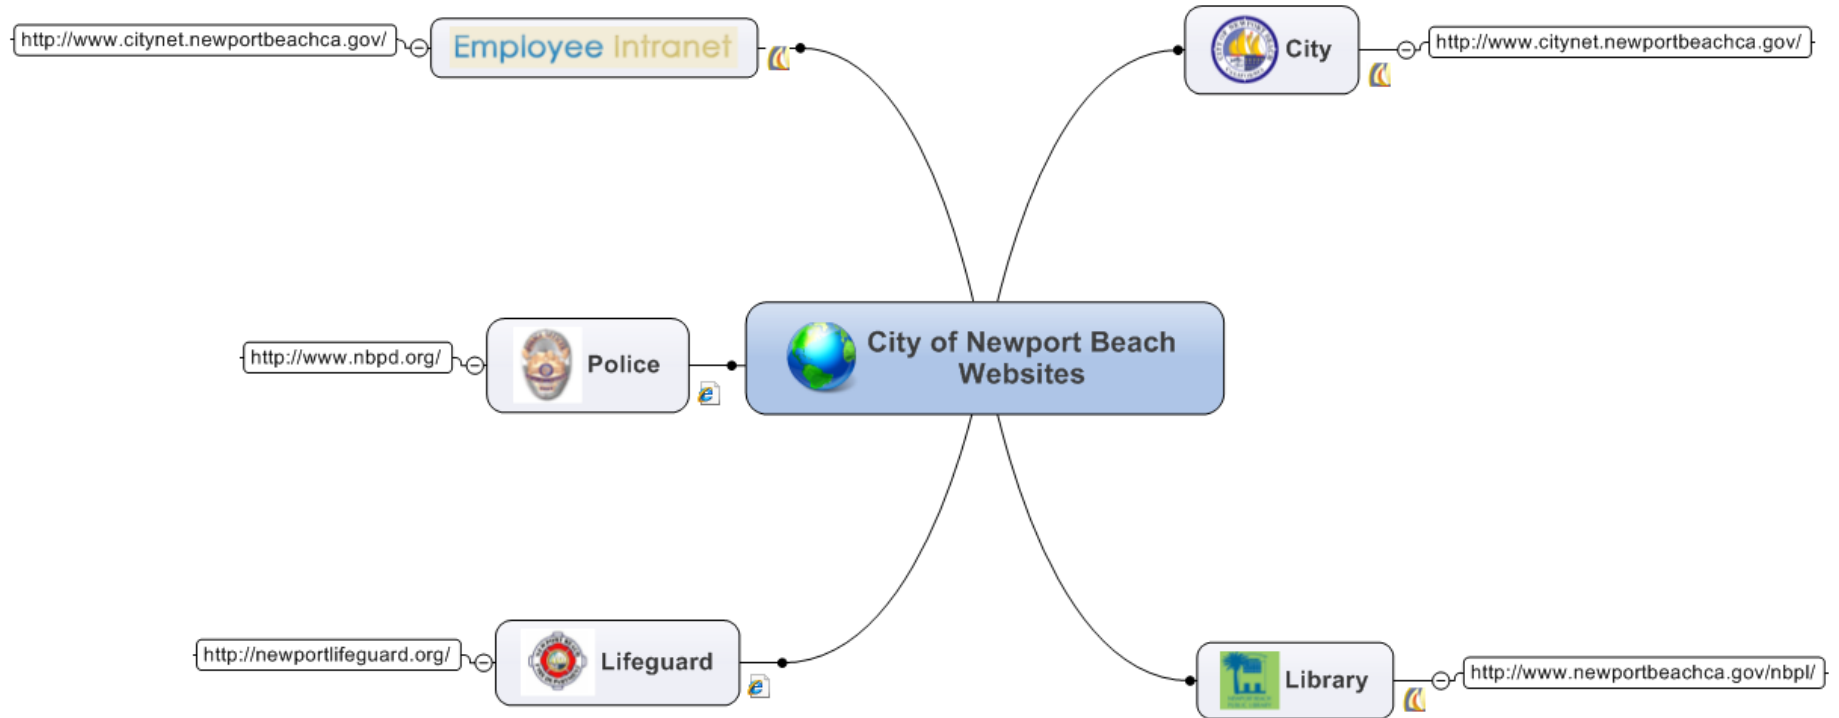 http://www.citynet.newportbeachca.gov/
Employee Intranet
City
http://www.citynet.newportbeachca.gov/
http://www.nbpd.org/
Police
City of Newport Beach
Websites
http://newportlifeguard.org/
Lifeguard
Library
http://www.newportbeachca.gov/nbpl/